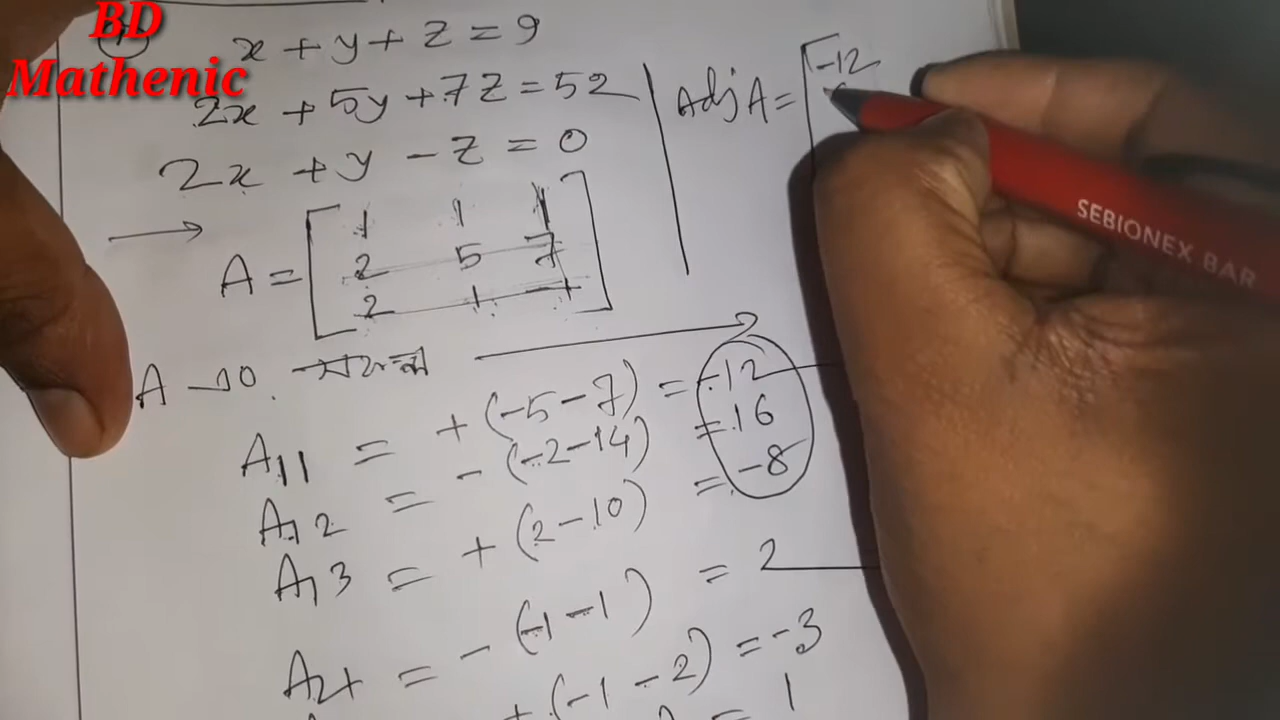 BD
Mathenic
x + y + z = 9
2x + 5y + 7z = 52
2x + y - z = 0
→ A = [ 1 1 1
2 5 7
2 1 -1 ]
Adj A = [ -12
A এর
A11 = + (-5-7) = -12
A12 = - (-2-14) = 16
A13 = + (2-10) = -8
A21 = - (-1-1) = 2
+ (-1-2) = -3
= 1
SEBIONEX BAR